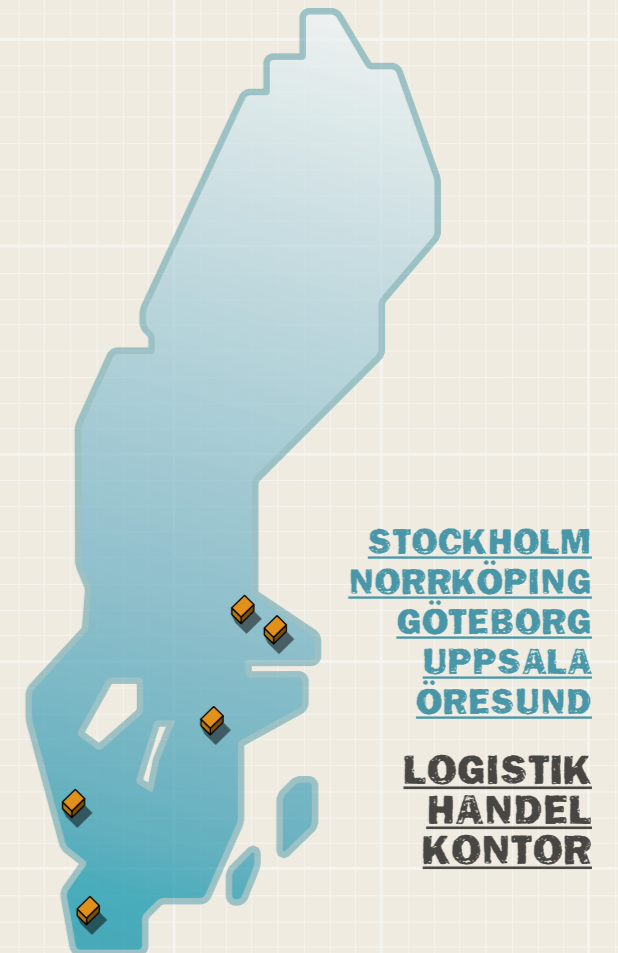 STOCKHOLM
NORRKÖPING
GÖTEBORG
UPPSALA
ÖRESUND
LOGISTIK
HANDEL
KONTOR